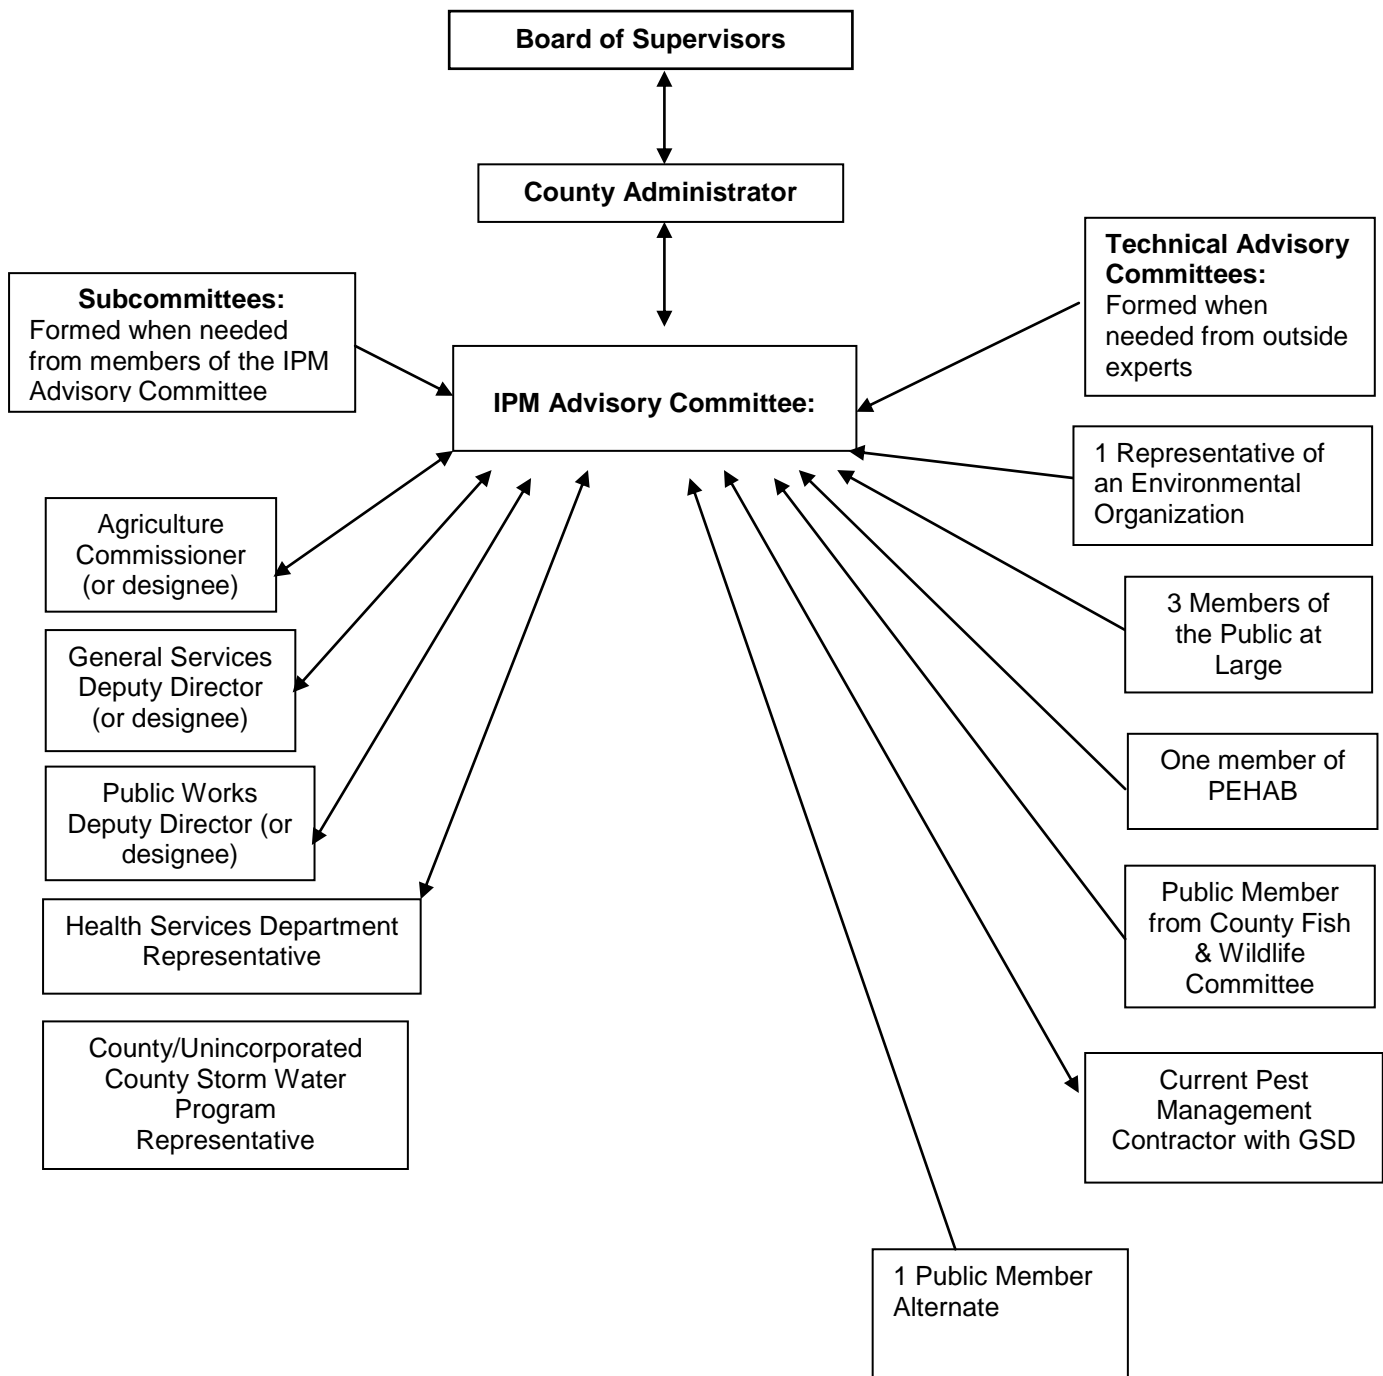 Board of Supervisors
County Administrator
Technical Advisory
Committees:
Formed when
needed from outside
experts
Subcommittees:
Formed when needed
from members of the IPM
Advisory Committee
IPM Advisory Committee:
1 Representative of
an Environmental
Organization
Agriculture
Commissioner
(or designee)
3 Members of
the Public at
Large
General Services
Deputy Director
(or designee)
One member of
PEHAB
Public Works
Deputy Director (or
designee)
Public Member
from County Fish
& Wildlife
Committee
Health Services Department
Representative
County/Unincorporated
County Storm Water
Program
Representative
Current Pest
Management
Contractor with GSD
1 Public Member
Alternate